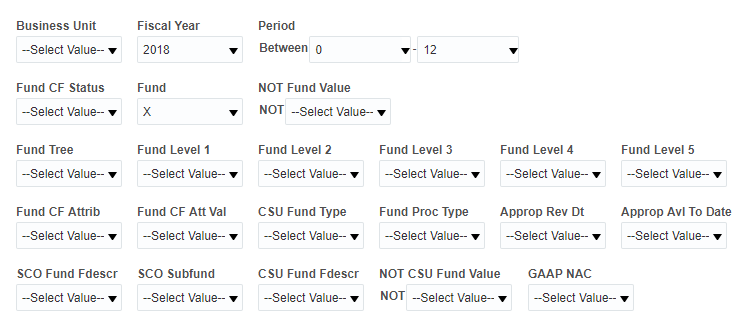 Business Unit Fiscal Year Period
--Select Value-- 2018 Between 0 - 12
Fund CF Status Fund NOT Fund Value
--Select Value-- X NOT --Select Value--
Fund Tree Fund Level 1 Fund Level 2 Fund Level 3 Fund Level 4 Fund Level 5
--Select Value-- --Select Value-- --Select Value-- --Select Value-- --Select Value-- --Select Value--
Fund CF Attrib Fund CF Att Val CSU Fund Type Fund Proc Type Approp Rev Dt Approp Avl To Date
--Select Value-- --Select Value-- --Select Value-- --Select Value-- --Select Value-- --Select Value--
SCO Fund Fdescr SCO Subfund CSU Fund Fdescr NOT CSU Fund Value GAAP NAC
--Select Value-- --Select Value-- --Select Value-- NOT --Select Value-- --Select Value--